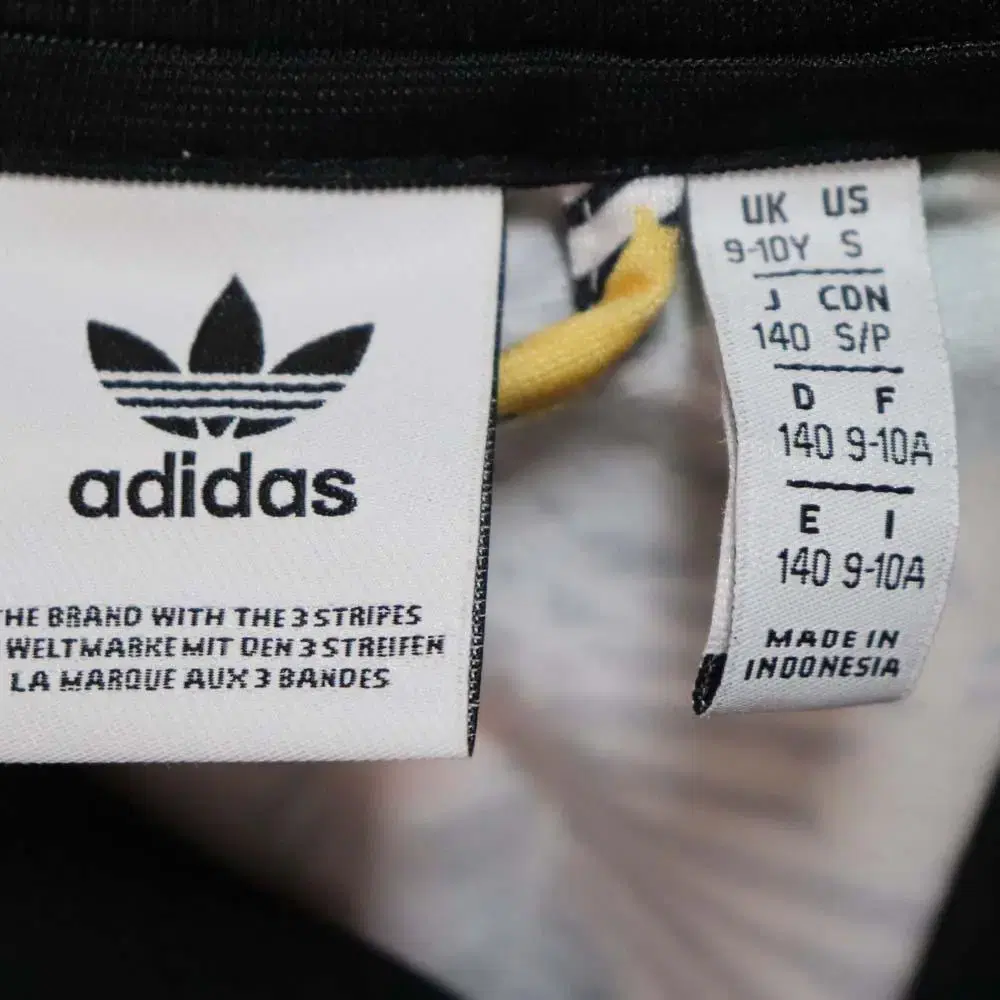 adidas
THE BRAND WITH THE 3 STRIPES
WELTMARKE MIT DEN 3 STREIFEN
LA MARQUE AUX 3 BANDES
UK US
9-10Y S
J CDN
140 S/P
D F
140 9-10A
E I
140 9-10A
MADE IN
INDONESIA